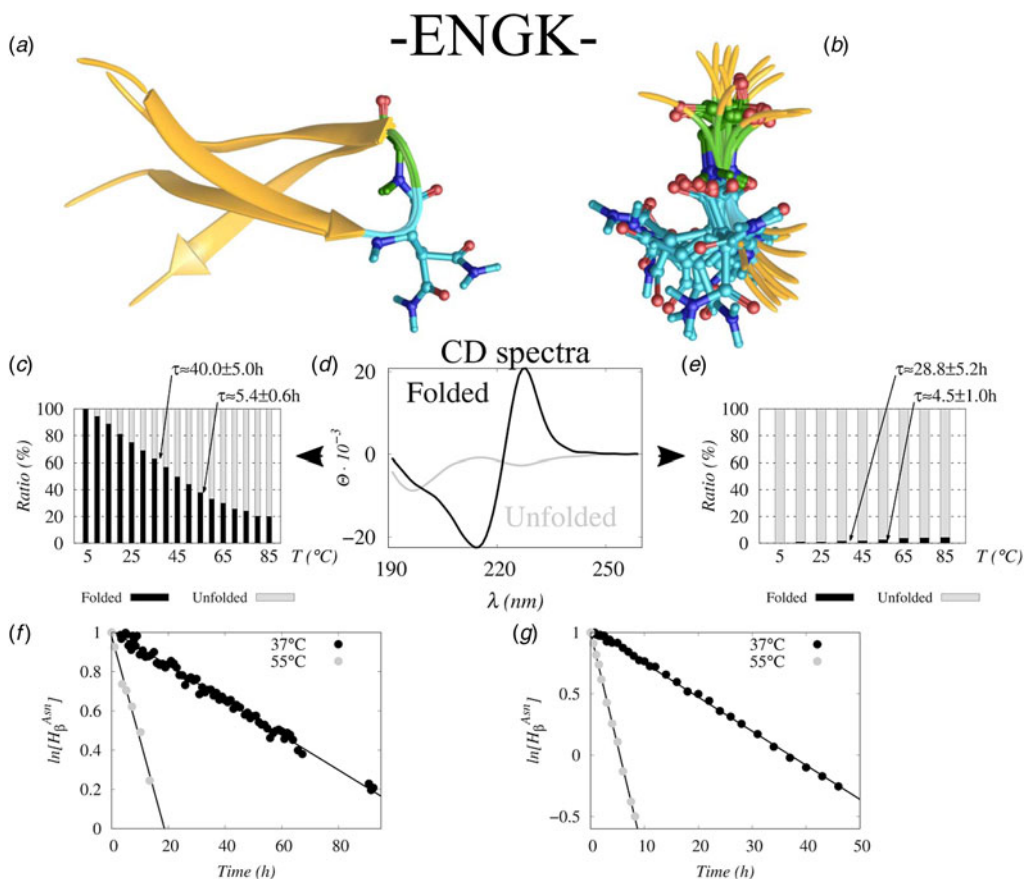 -ENGK-
(a)
(b)
CD spectra
(c)
τ≈40.0±5.0h
τ≈5.4±0.6h
Ratio (%)
100
80
60
40
20
0
5
25
45
65
85
T (°C)
Folded
Unfolded
(d)
Folded
Unfolded
Θ · 10⁻³
20
0
−20
190
220
250
λ (nm)
(e)
τ≈28.8±5.2h
τ≈4.5±1.0h
Ratio (%)
100
80
60
40
20
0
5
25
45
65
85
T (°C)
Folded
Unfolded
(f)
37°C
55°C
ln[H_β^Asn]
1
0.8
0.6
0.4
0.2
0
0
20
40
60
80
Time (h)
(g)
37°C
55°C
ln[H_β^Asn]
1
0.5
0
−0.5
0
10
20
30
40
50
Time (h)